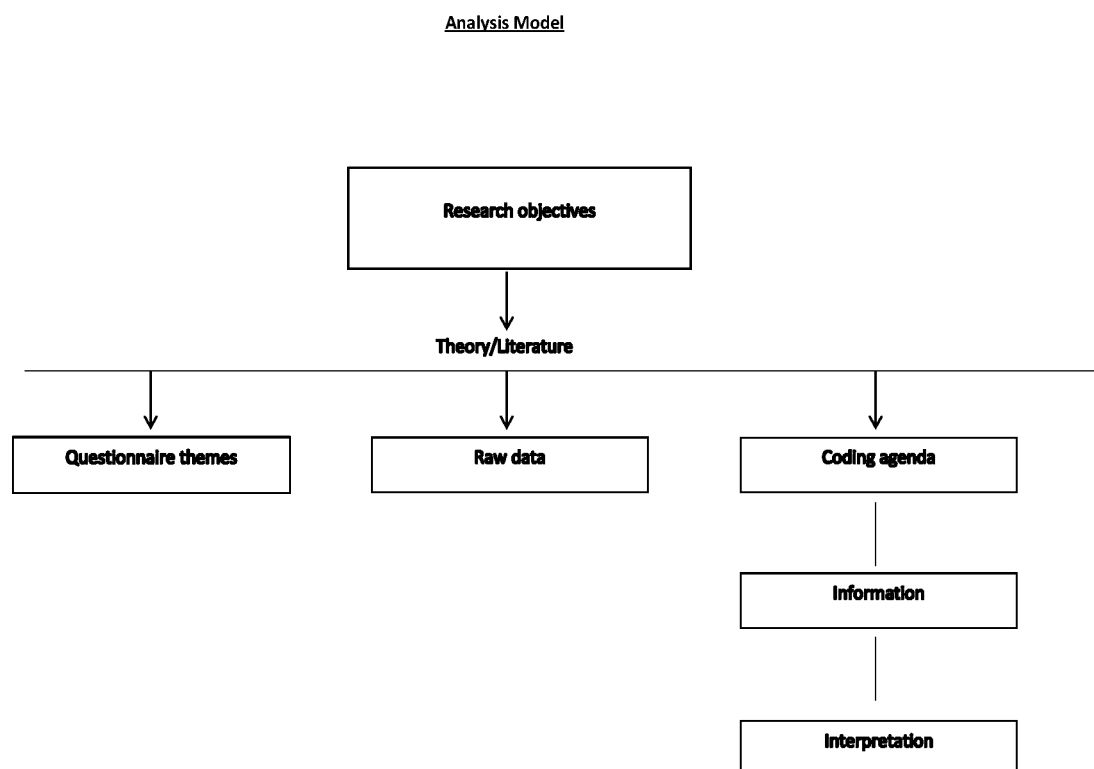 Analysis Model
Research objectives
Theory/Literature
Questionnaire themes
Raw data
Coding agenda
Information
Interpretation